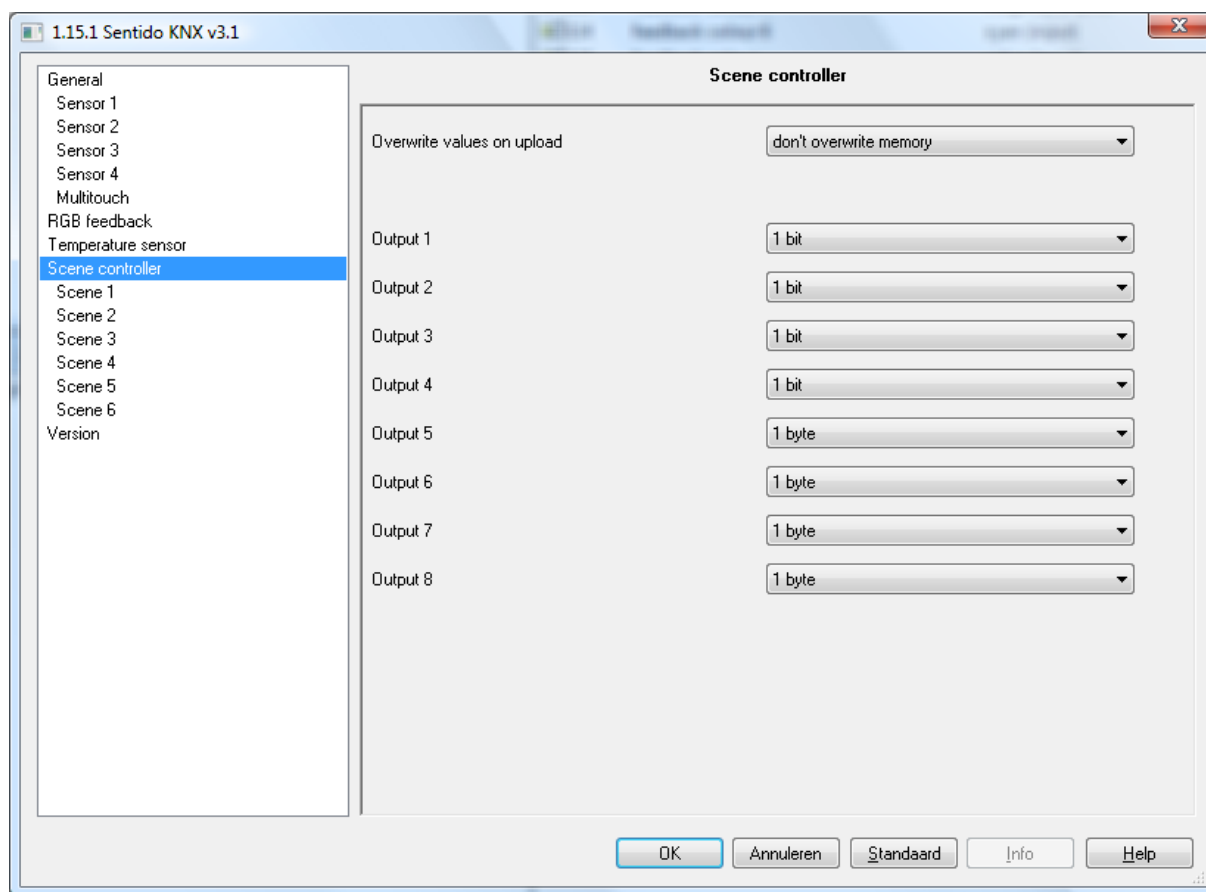 1.15.1 Sentido KNX v3.1
General
Sensor 1
Sensor 2
Sensor 3
Sensor 4
Multitouch
RGB feedback
Temperature sensor
Scene controller
Scene 1
Scene 2
Scene 3
Scene 4
Scene 5
Scene 6
Version
Scene controller
Overwrite values on upload don't overwrite memory
Output 1 1 bit
Output 2 1 bit
Output 3 1 bit
Output 4 1 bit
Output 5 1 byte
Output 6 1 byte
Output 7 1 byte
Output 8 1 byte
OK Annuleren Standaard Info Help